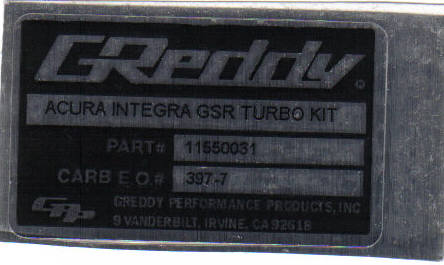 GReddy®
ACURA INTEGRA GSR TURBO KIT
PART# 11550031
CARB E.O.# 397-7
GReddy PERFORMANCE PRODUCTS, INC
9 VANDERBILT, IRVINE, CA 92618